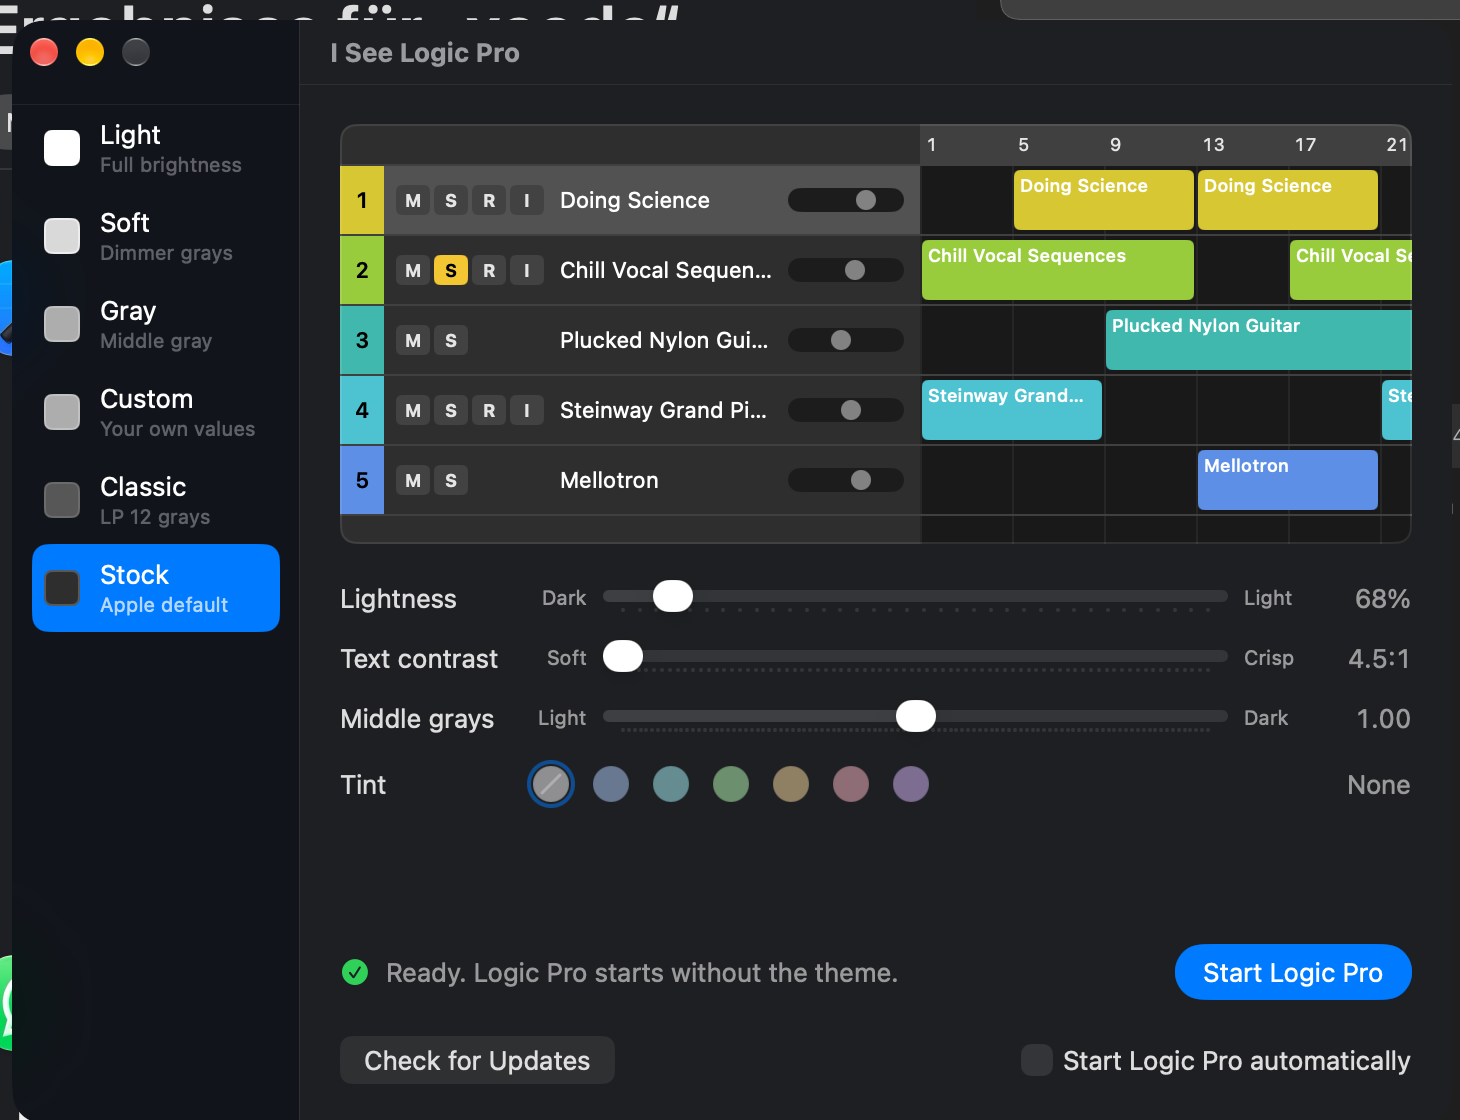 I See Logic Pro
Light
Full brightness
Soft
Dimmer grays
Gray
Middle gray
Custom
Your own values
Classic
LP 12 grays
Stock
Apple default
1 5 9 13 17 21
1 M S R I Doing Science
Doing Science Doing Science
2 M S R I Chill Vocal Sequen...
Chill Vocal Sequences Chill Vocal Se
3 M S Plucked Nylon Gui...
Plucked Nylon Guitar
4 M S R I Steinway Grand Pi...
Steinway Grand... Ste
5 M S Mellotron
Mellotron
Lightness Dark Light 68%
Text contrast Soft Crisp 4.5:1
Middle grays Light Dark 1.00
Tint None
Ready. Logic Pro starts without the theme.
Start Logic Pro
Check for Updates
Start Logic Pro automatically